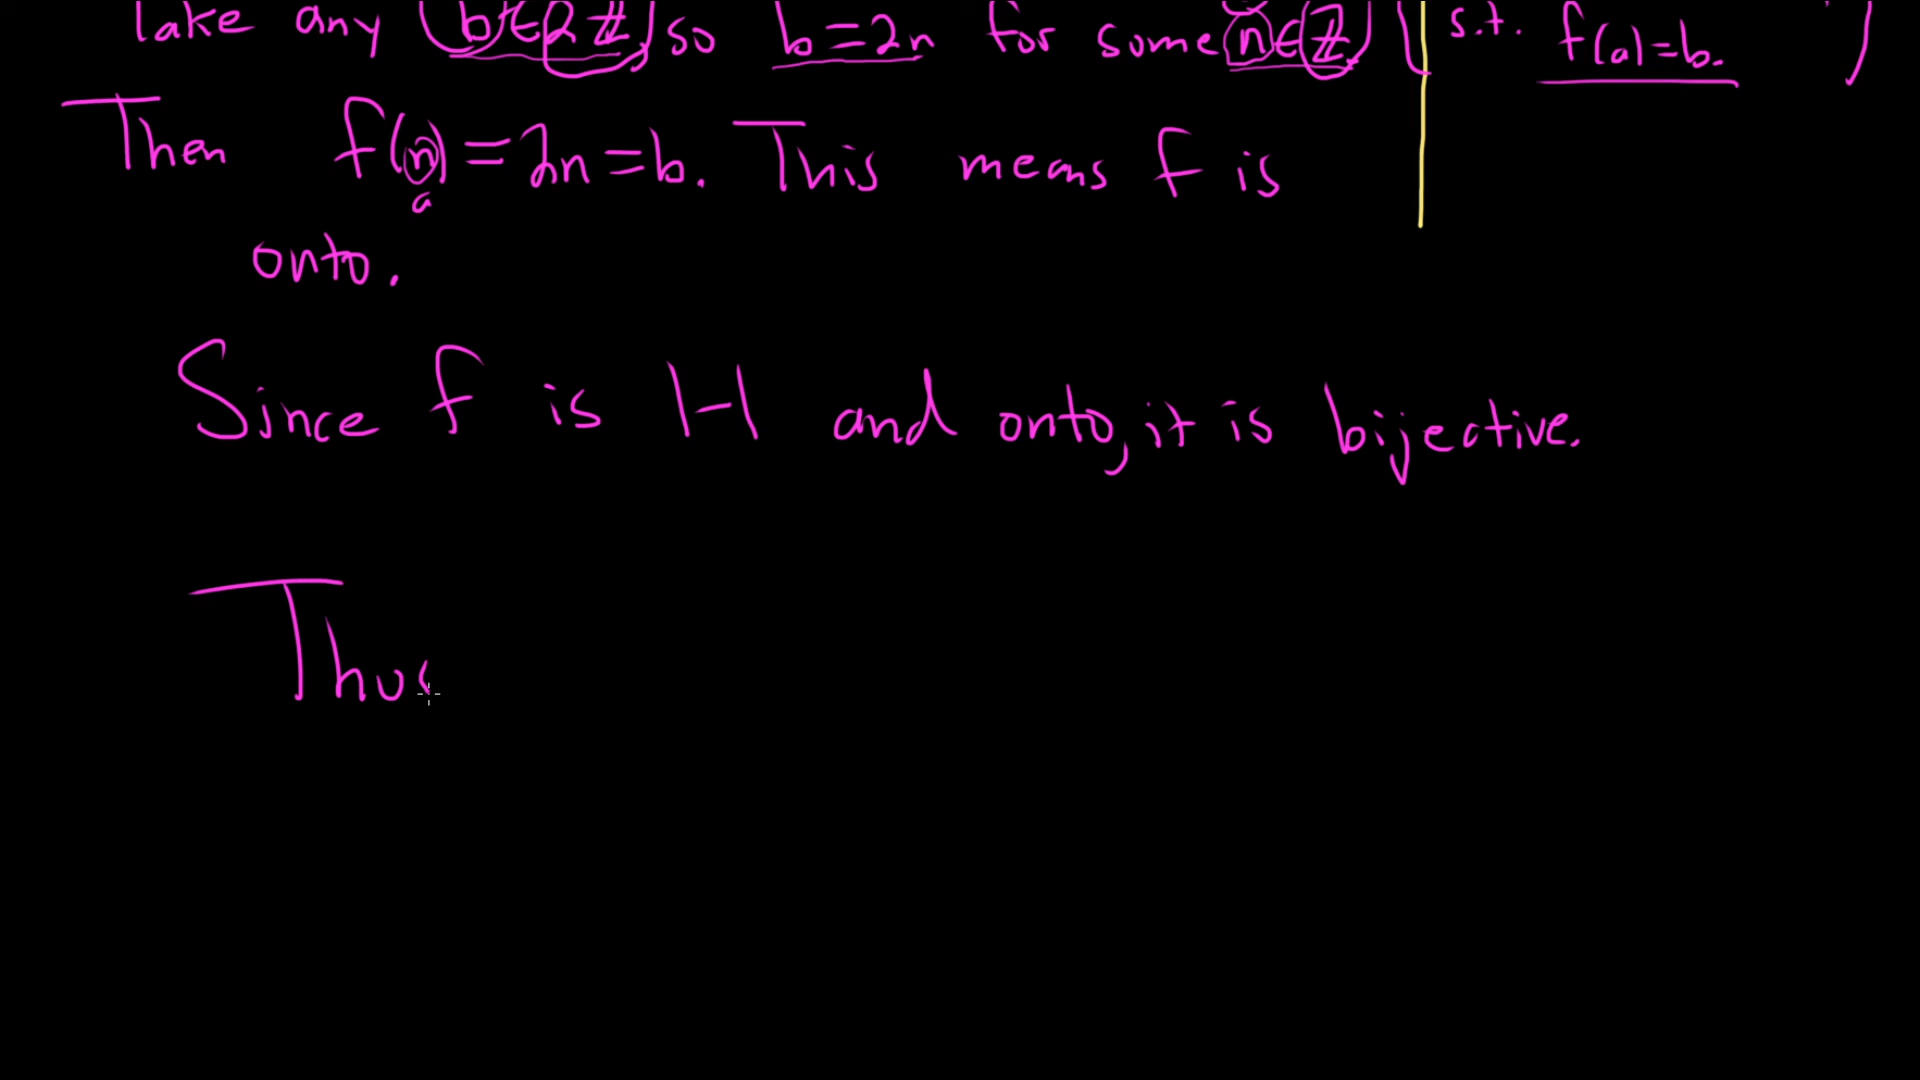 Take any b∈2ℤ so b=2n for some n∈ℤ
s.t. f(a)=b.
Then f(n)=2n=b. This means f is
a
onto.
Since f is 1-1 and onto, it is bijective.
Thus